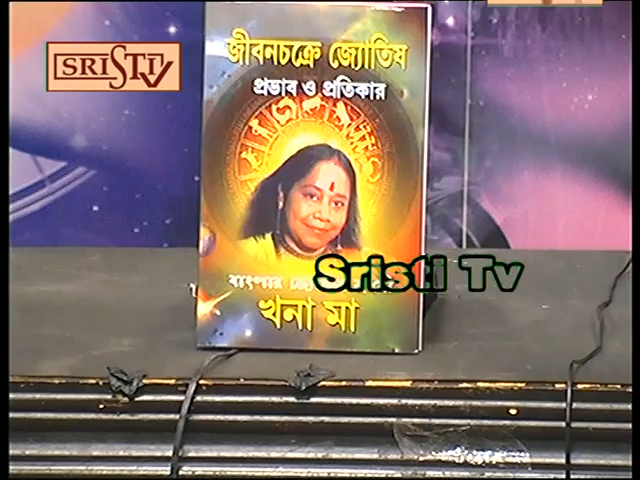 SRISTI TV
জীবনচক্রে জ্যোতিষ
প্রভাব ও প্রতিকার
বাংলার
Sristi Tv
খনা মা